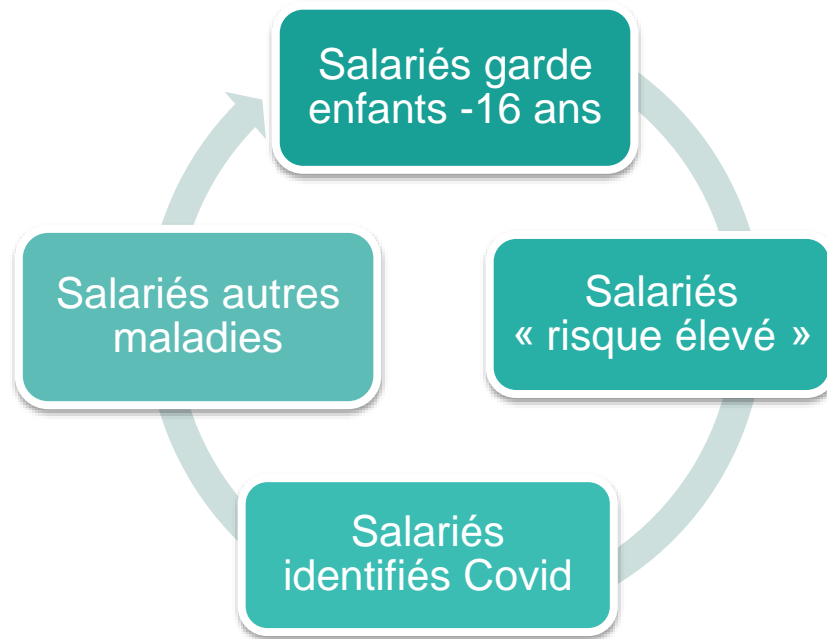 Salariés garde
enfants -16 ans
Salariés
« risque élevé »
Salariés
identifiés Covid
Salariés autres
maladies